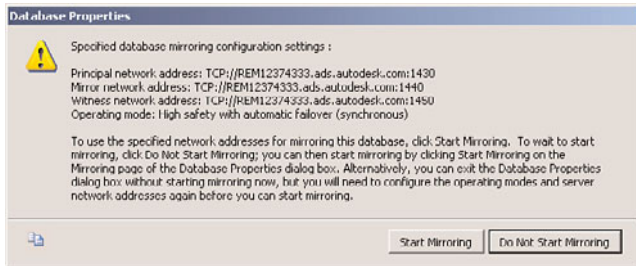 Database Properties
Specified database mirroring configuration settings :
Principal network address: TCP://REM12374333.ads.autodesk.com:1430
Mirror network address: TCP://REM12374333.ads.autodesk.com:1440
Witness network address: TCP://REM12374333.ads.autodesk.com:1450
Operating mode: High safety with automatic failover (synchronous)
To use the specified network addresses for mirroring this database, click Start Mirroring. To wait to start
mirroring, click Do Not Start Mirroring; you can then start mirroring by clicking Start Mirroring on the
Mirroring page of the Database Properties dialog box. Alternatively, you can exit the Database Properties
dialog box without starting mirroring now, but you will need to configure the operating modes and server
network addresses again before you can start mirroring.
Start Mirroring
Do Not Start Mirroring